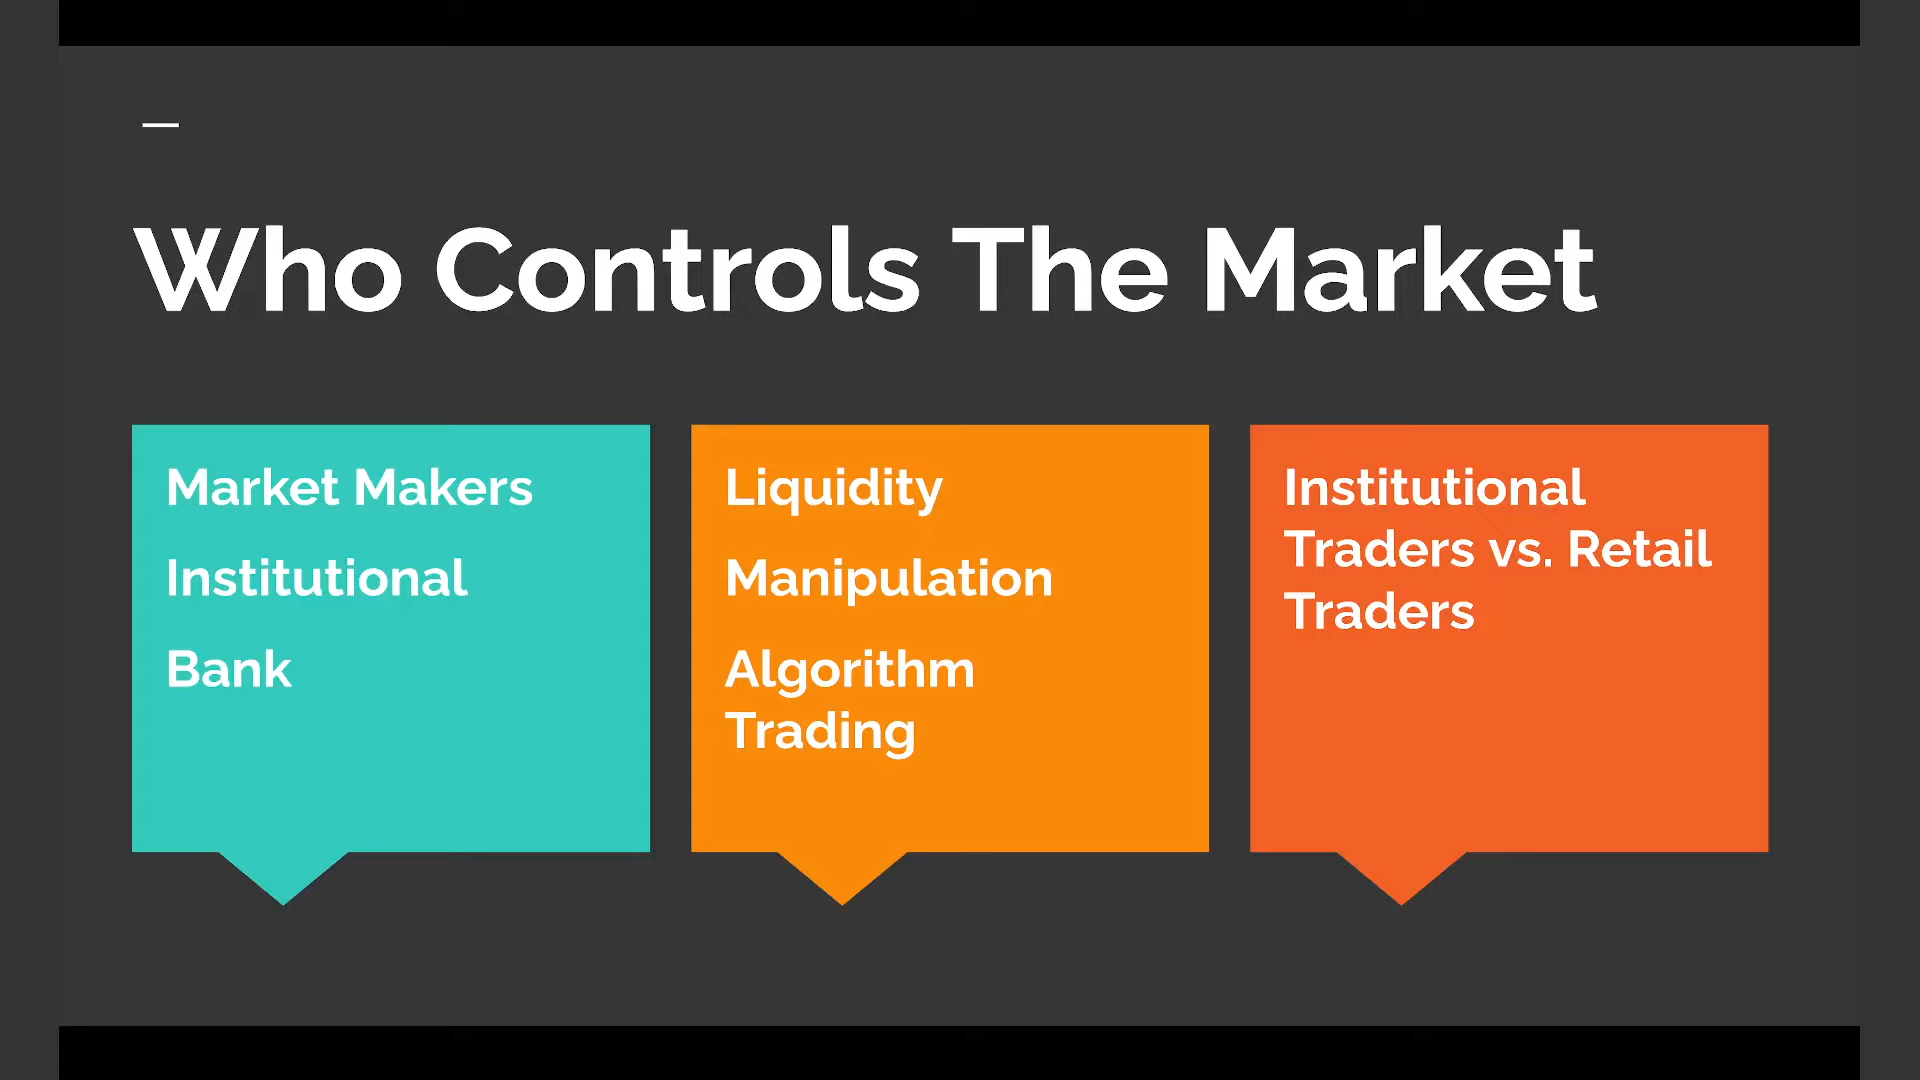 Who Controls The Market
Market Makers
Institutional
Bank
Liquidity
Manipulation
Algorithm
Trading
Institutional
Traders vs. Retail
Traders